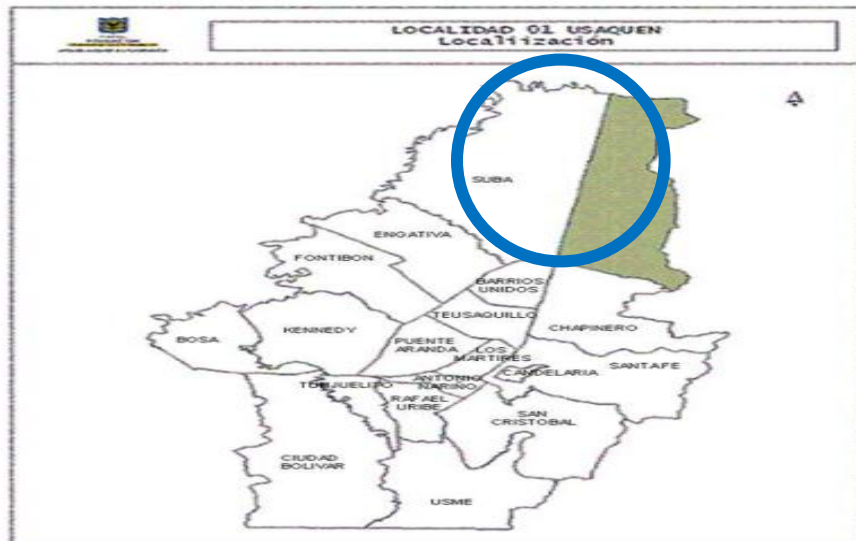 LOCALIDAD 01 USAQUEN
Localiización
SUBA
ENGATIVA
FONTIBON
BARRIOS
UNIDOS
TEUSAQUILLO
CHAPINERO
BOSA
KENNEDY
PUENTE
ARANDA
LOS
MARTIRES
SANTAFE
CANDELARIA
TUNJUELITO
ANTONIO
NARIÑO
RAFAEL
URIBE
SAN
CRISTOBAL
CIUDAD
BOLIVAR
USME